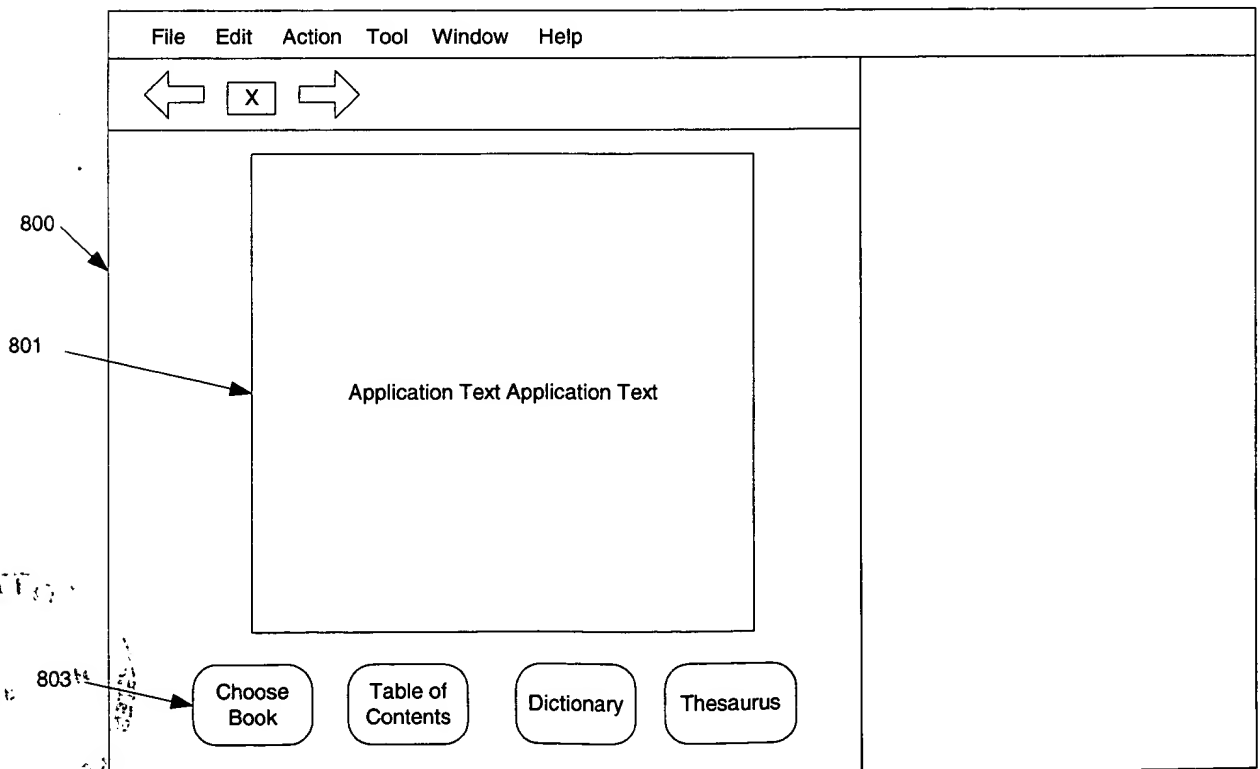 File Edit Action Tool Window Help
X
800
801
Application Text Application Text
803
Choose
Book
Table of
Contents
Dictionary
Thesaurus